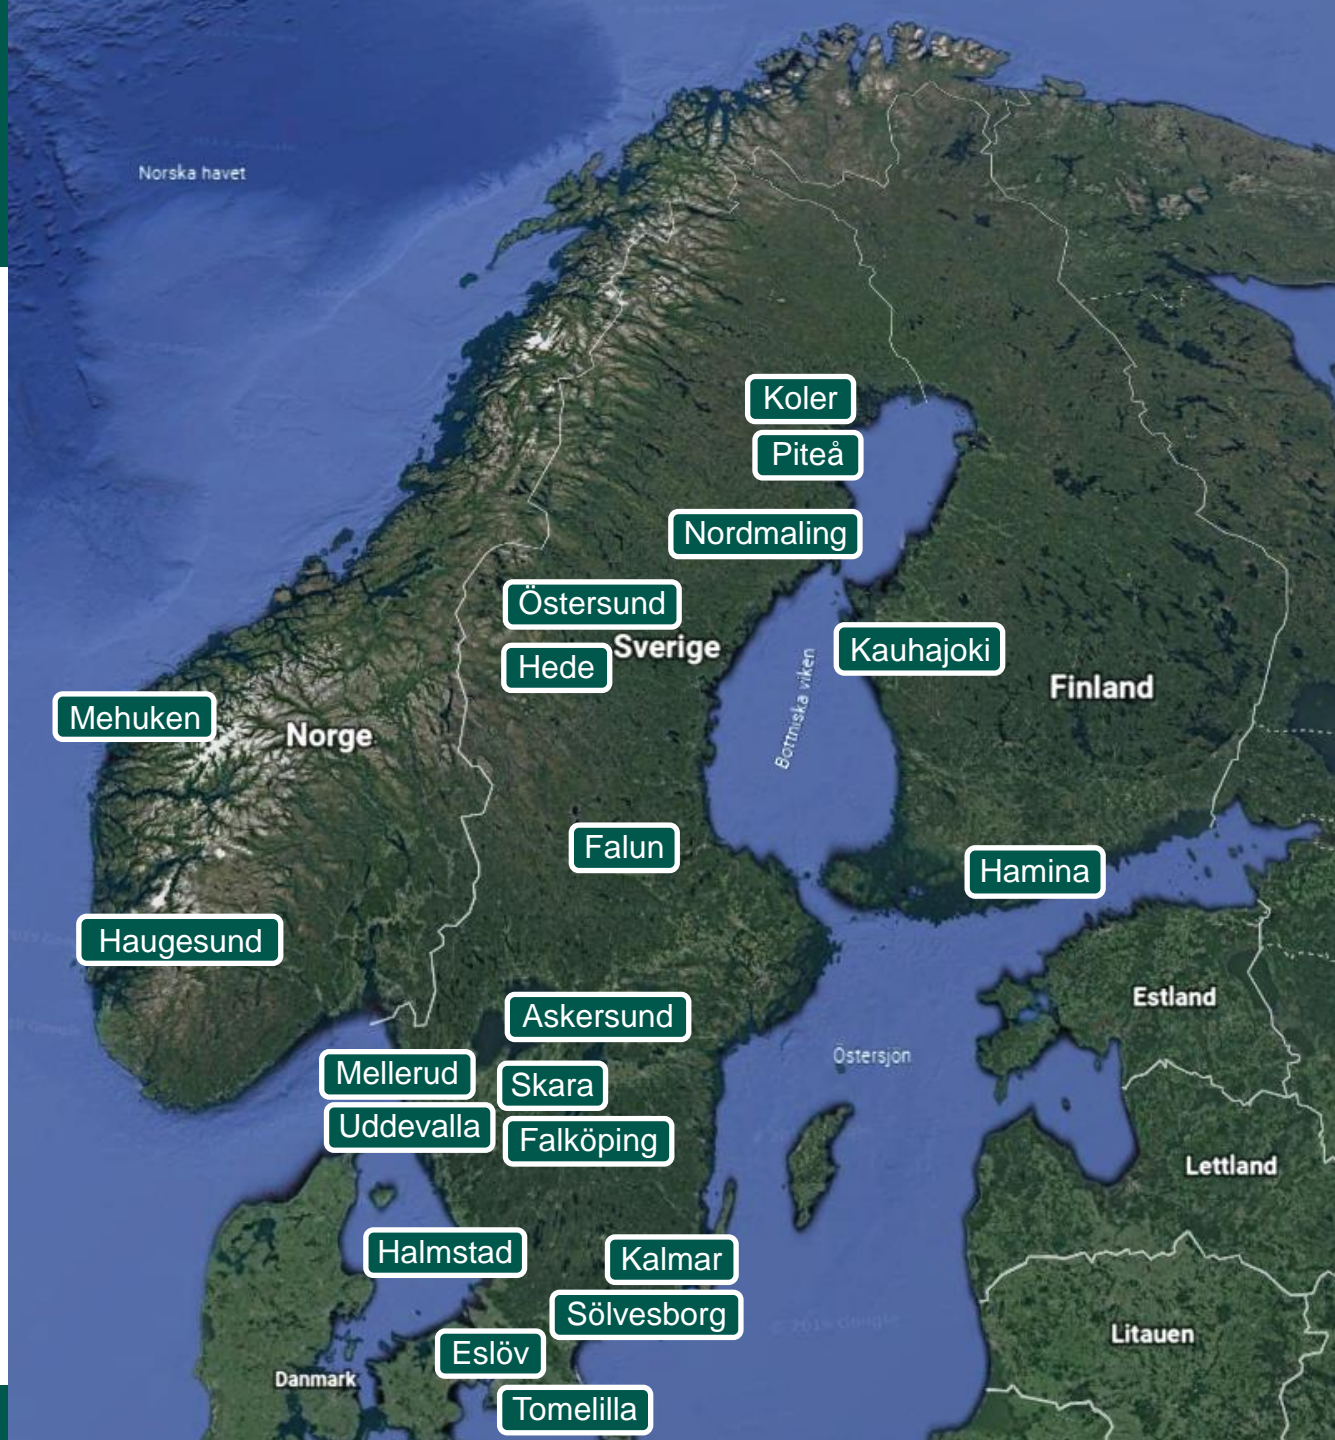 Norska havet
Koler
Piteå
Nordmaling
Östersund
Sverige
Kauhajoki
Hede
Bottniska viken
Finland
Mehuken
Norge
Falun
Hamina
Haugesund
Estland
Askersund
Östersjön
Mellerud
Skara
Uddevalla
Falköping
Lettland
Halmstad
Kalmar
Sölvesborg
Litauen
Eslöv
Danmark
Tomelilla